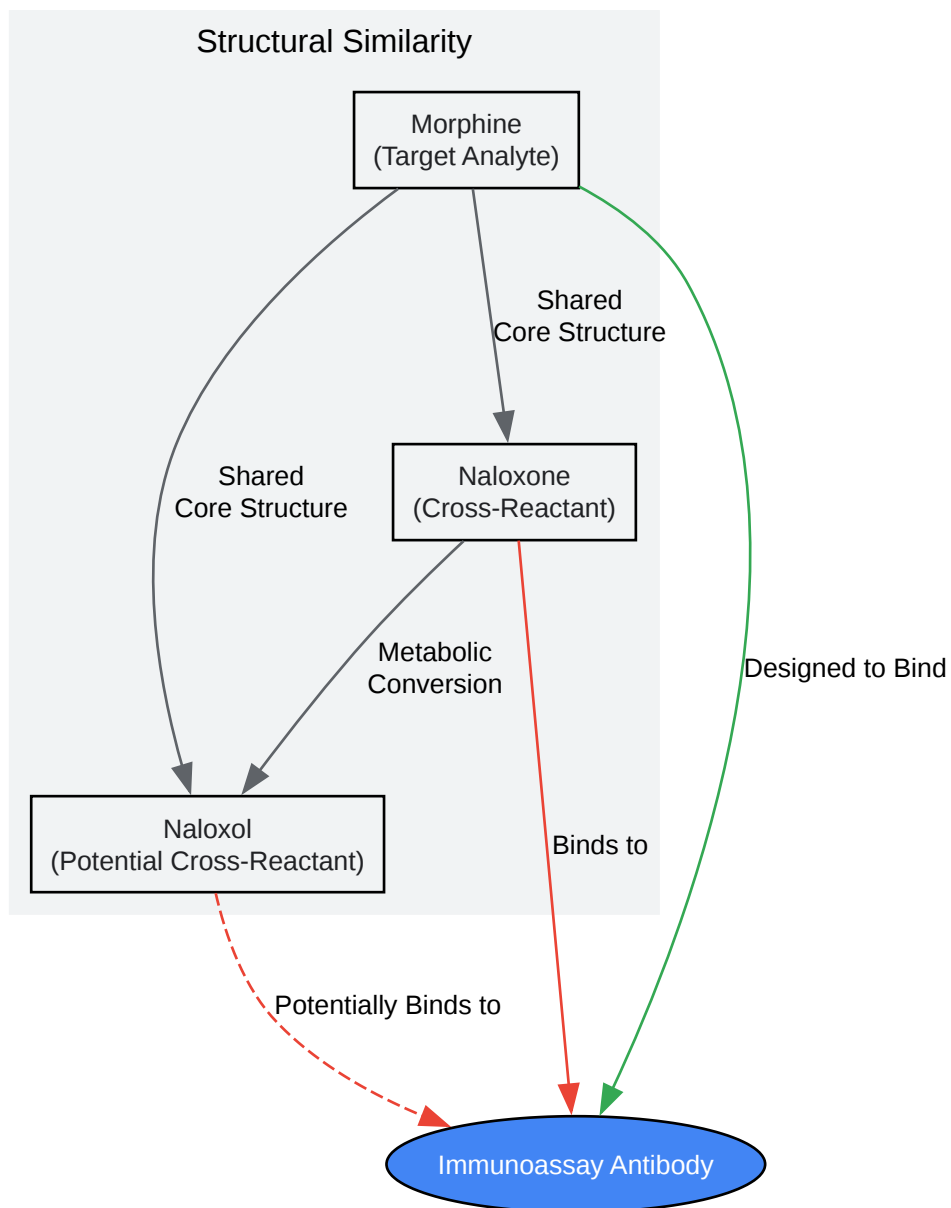 Structural Similarity
Morphine
(Target Analyte)
Shared
Core Structure
Naloxone
(Cross-Reactant)
Shared
Core Structure
Metabolic
Conversion
Designed to Bind
Naloxol
(Potential Cross-Reactant)
Binds to
Potentially Binds to
Immunoassay Antibody